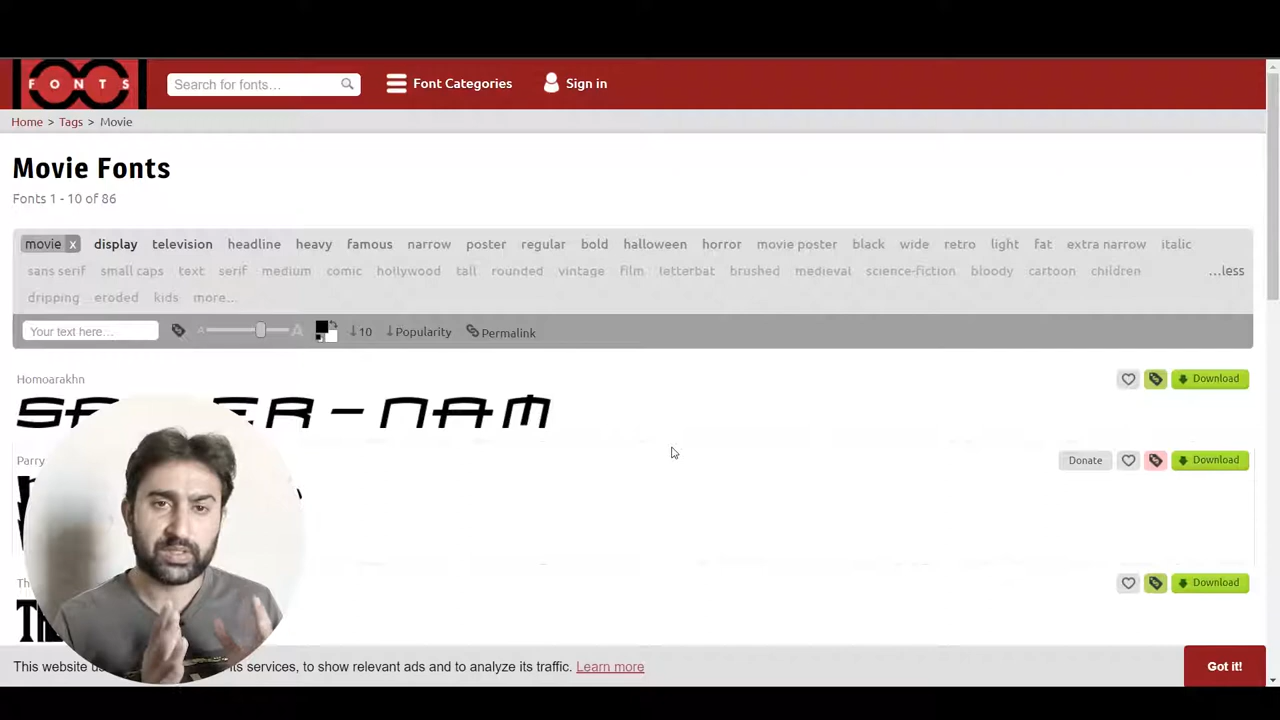 FONTS
Search for fonts... Font Categories Sign in
Home > Tags > Movie
Movie Fonts
Fonts 1 - 10 of 86
movie x display television headline heavy famous narrow poster regular bold halloween horror movie poster black wide retro light fat extra narrow italic
sans serif small caps text serif medium comic hollywood tall rounded vintage film letterbat brushed medieval science-fiction bloody cartoon children ...less
dripping eroded kids more...
Your text here... A A ↓10 ↓Popularity Permalink
Homoarakhn Download
Parry Donate Download
Download
This website its services, to show relevant ads and to analyze its traffic. Learn more Got it!